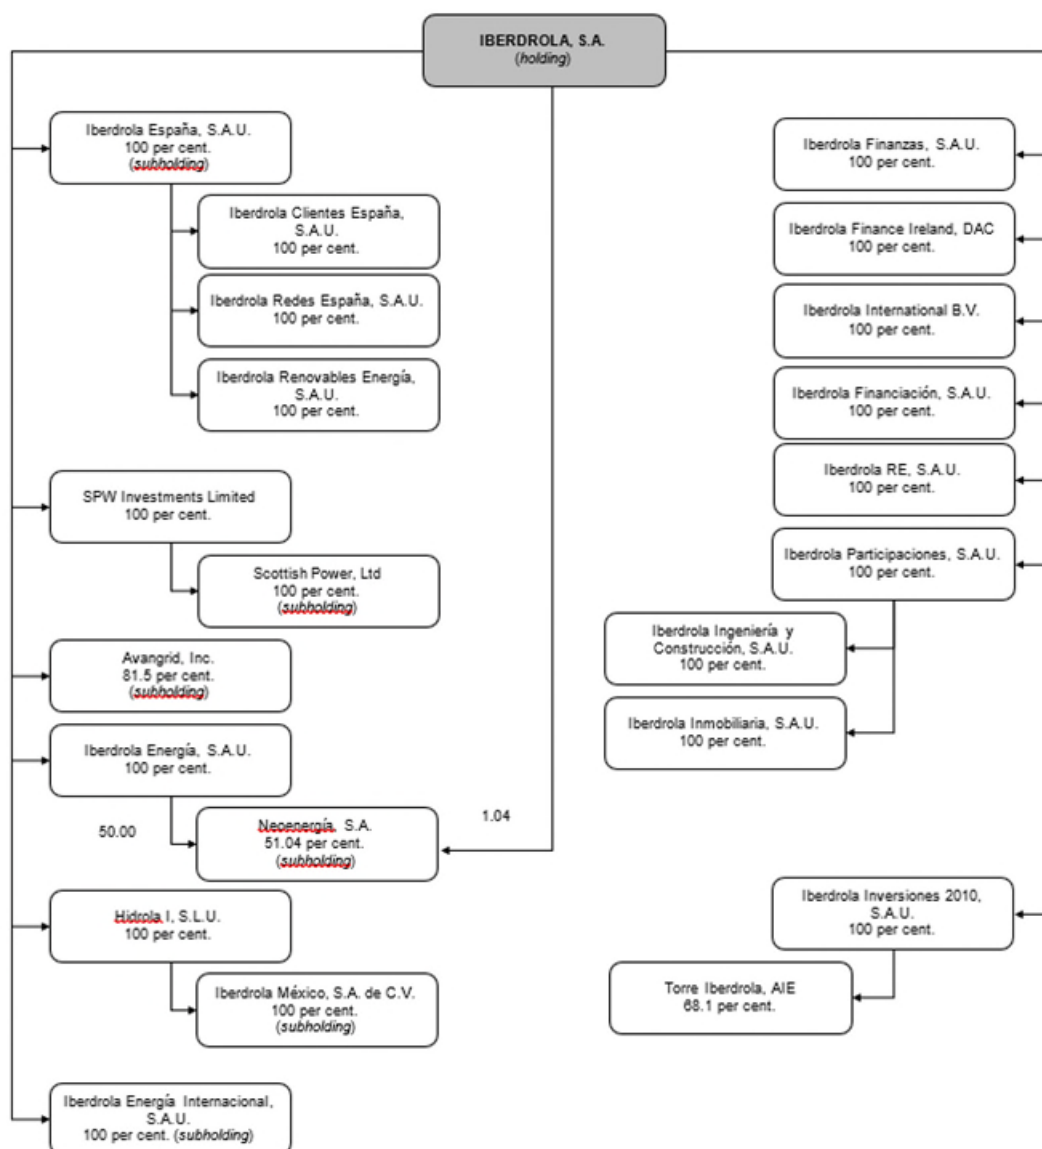 IBERDROLA, S.A.
(holding)
Iberdrola España, S.A.U.
100 per cent.
(subholding)
Iberdrola Clientes España,
S.A.U.
100 per cent.
Iberdrola Redes España, S.A.U.
100 per cent.
Iberdrola Renovables Energía,
S.A.U.
100 per cent.
SPW Investments Limited
100 per cent.
Scottish Power, Ltd
100 per cent.
(subholding)
Avangrid, Inc.
81.5 per cent.
(subholding)
Iberdrola Energía, S.A.U.
100 per cent.
50.00
Neoenergía, S.A.
51.04 per cent.
(subholding)
1.04
Hidrola I, S.L.U.
100 per cent.
Iberdrola México, S.A. de C.V.
100 per cent.
(subholding)
Iberdrola Energía Internacional,
S.A.U.
100 per cent. (subholding)
Iberdrola Finanzas, S.A.U.
100 per cent.
Iberdrola Finance Ireland, DAC
100 per cent.
Iberdrola International B.V.
100 per cent.
Iberdrola Financiación, S.A.U.
100 per cent.
Iberdrola RE, S.A.U.
100 per cent.
Iberdrola Participaciones, S.A.U.
100 per cent.
Iberdrola Ingeniería y
Construcción, S.A.U.
100 per cent.
Iberdrola Inmobiliaria, S.A.U.
100 per cent.
Iberdrola Inversiones 2010,
S.A.U.
100 per cent.
Torre Iberdrola, AIE
68.1 per cent.